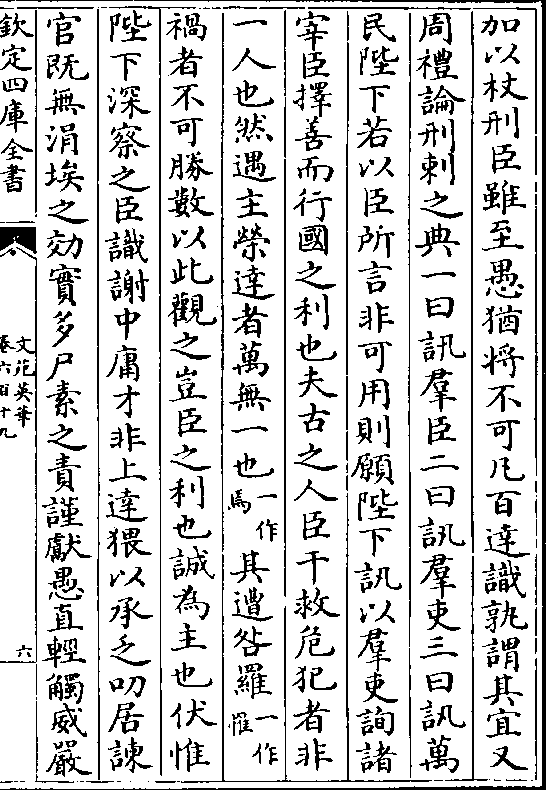 加以杖刑臣雖至愚猶將不可凡百達識孰謂其宜又
周禮論刑刺之典一曰訊羣臣二曰訊羣吏三曰訊萬
民陛下若以臣所言非可用則願陛下訊以羣吏詢諸
宰臣擇善而行國之利也夫古之人臣干救危犯者非
一人也然遇主榮達者萬無一也一作焉其遭咎羅一作罹
禍者不可勝數以此觀之豈臣之利也誠為主也伏惟
陛下深察之臣識謝中庸才非上達猥以承乏叨居諫
官既無涓埃之効實多尸素之責謹獻愚直輕觸威嚴
欽定四庫全書
文苑英華
卷六百十九
六